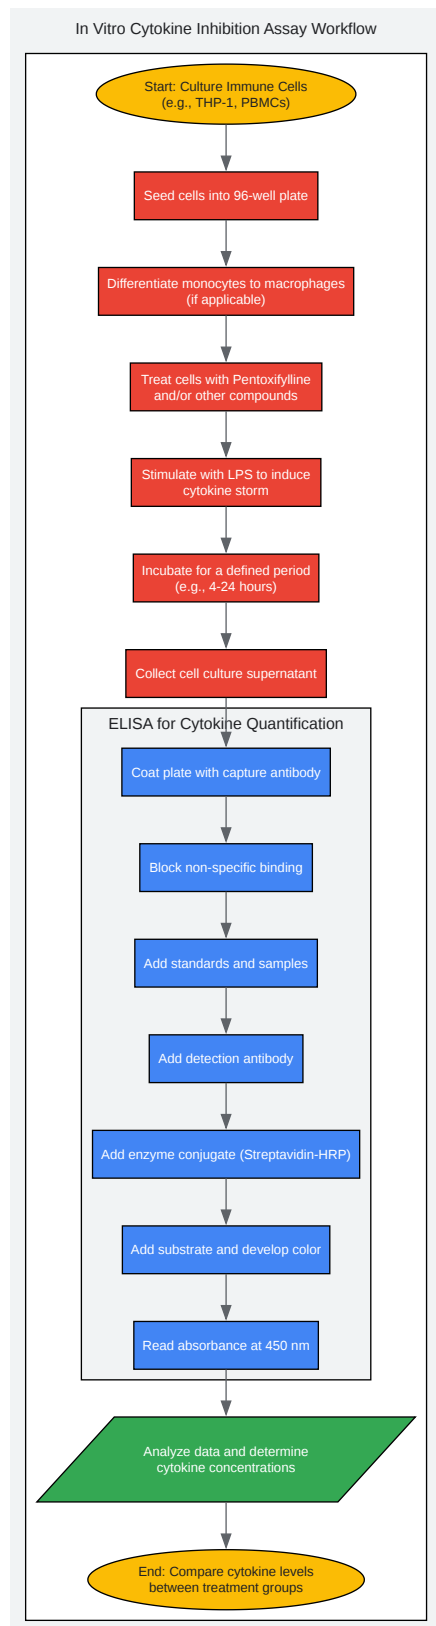 In Vitro Cytokine Inhibition Assay Workflow
Start: Culture Immune Cells
(e.g., THP-1, PBMCs)
Seed cells into 96-well plate
Differentiate monocytes to macrophages
(if applicable)
Treat cells with Pentoxifylline
and/or other compounds
Stimulate with LPS to induce
cytokine storm
Incubate for a defined period
(e.g., 4-24 hours)
Collect cell culture supernatant
ELISA for Cytokine Quantification
Coat plate with capture antibody
Block non-specific binding
Add standards and samples
Add detection antibody
Add enzyme conjugate (Streptavidin-HRP)
Add substrate and develop color
Read absorbance at 450 nm
Analyze data and determine
cytokine concentrations
End: Compare cytokine levels
between treatment groups